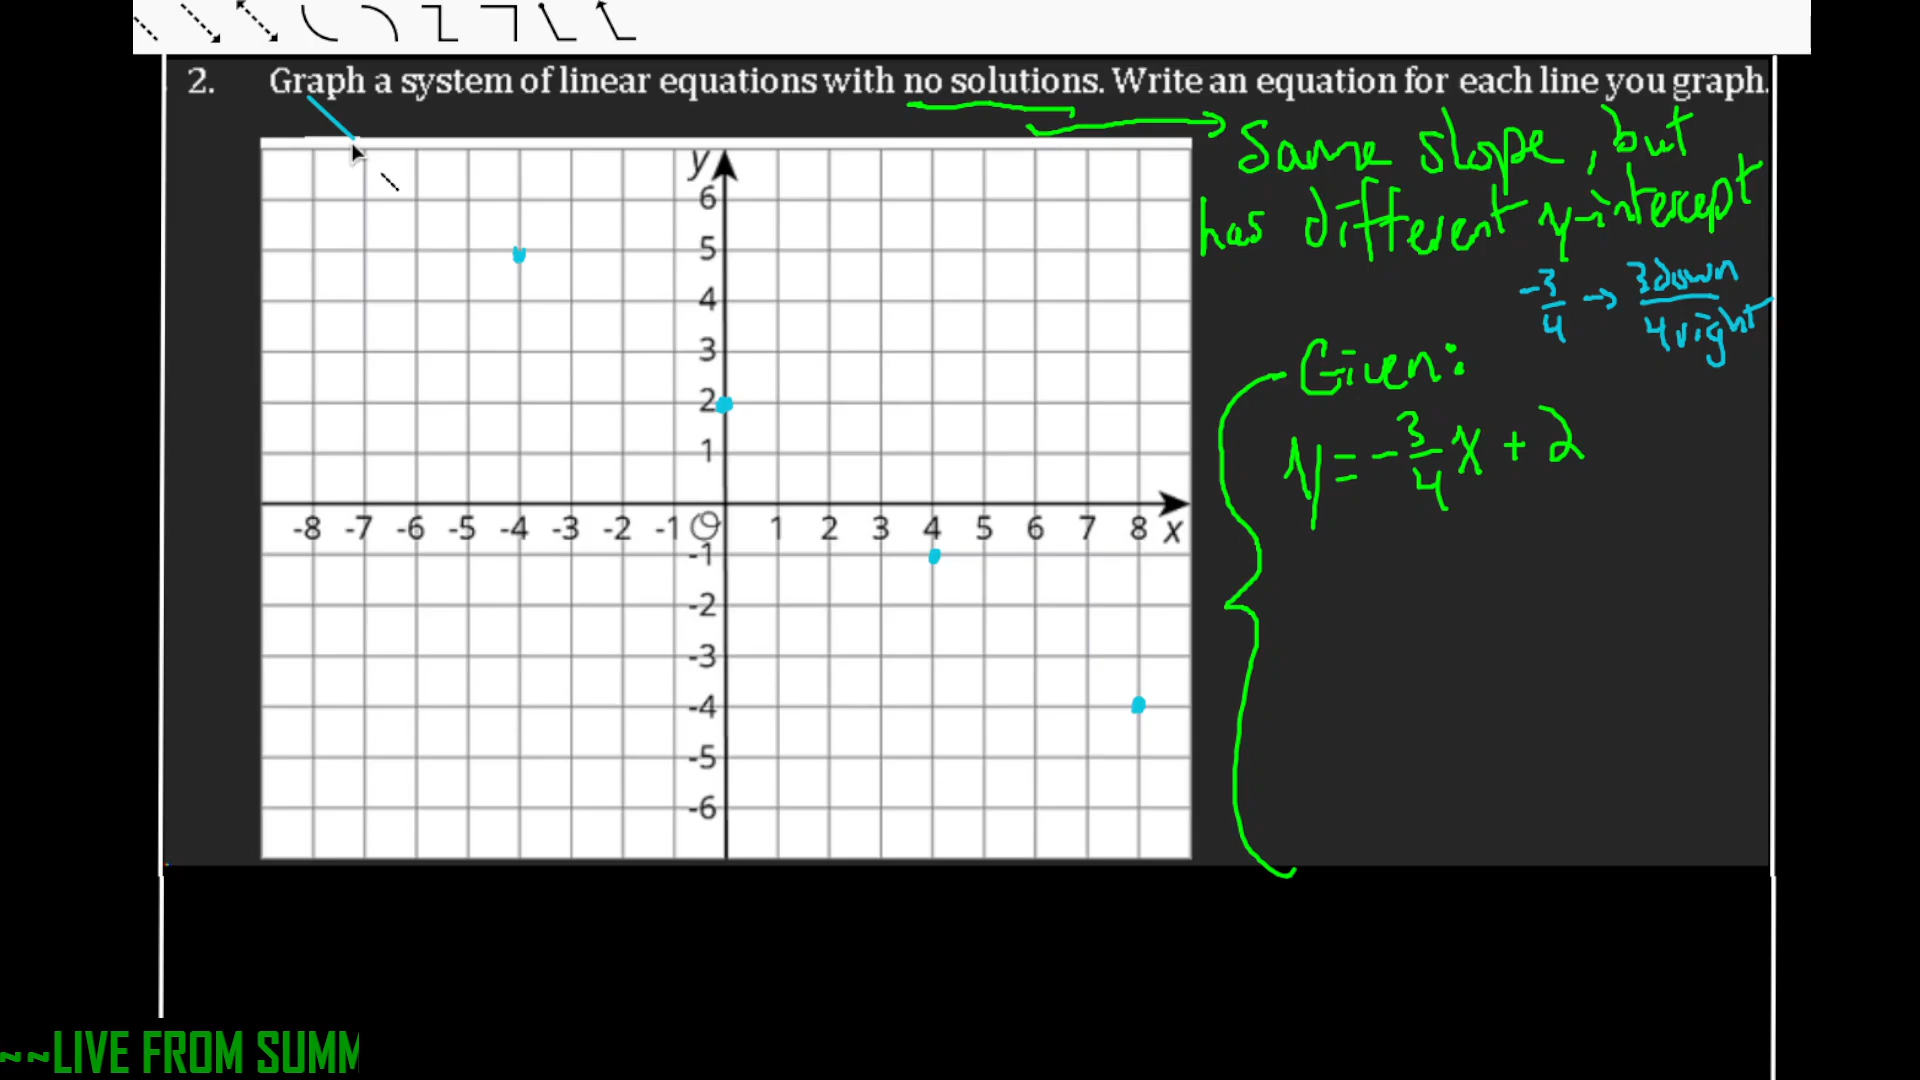 2. Graph a system of linear equations with no solutions. Write an equation for each line you graph.
Same slope, but
has different y-intercept
-3/4 → 3 down / 4 right
Given:
y = -3/4 x + 2
y
6
5
4
3
2
1
-8 -7 -6 -5 -4 -3 -2 -1 O 1 2 3 4 5 6 7 8 x
-1
-2
-3
-4
-5
-6
~~LIVE FROM SUMM